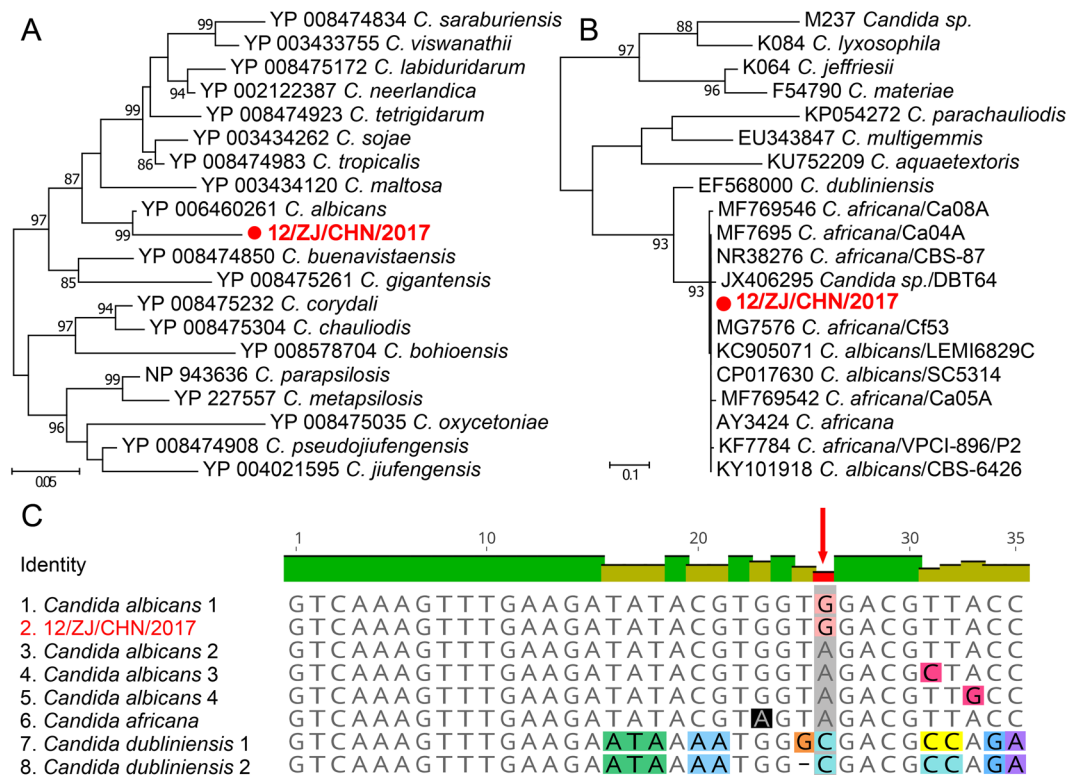 A
YP 008474834 C. saraburiensis
YP 003433755 C. viswanathii
YP 008475172 C. labiduridarum
YP 002122387 C. neerlandica
YP 008474923 C. tetrigidarum
YP 003434262 C. sojae
YP 008474983 C. tropicalis
YP 003434120 C. maltosa
YP 006460261 C. albicans
12/ZJ/CHN/2017
YP 008474850 C. buenavistaensis
YP 008475261 C. gigantensis
YP 008475232 C. corydali
YP 008475304 C. chauliodis
YP 008578704 C. bohioensis
NP 943636 C. parapsilosis
YP 227557 C. metapsilosis
YP 008475035 C. oxycetoniae
YP 008474908 C. pseudojiufengensis
YP 004021595 C. jiufengensis
99
94
99
86
87
97
99
85
94
97
99
96
0.05
B
M237 Candida sp.
K084 C. lyxosophila
K064 C. jeffriesii
F54790 C. materiae
KP054272 C. parachauliodis
EU343847 C. multigemmis
KU752209 C. aquaetextoris
EF568000 C. dubliniensis
MF769546 C. africana/Ca08A
MF7695 C. africana/Ca04A
NR38276 C. africana/CBS-87
JX406295 Candida sp./DBT64
12/ZJ/CHN/2017
MG7576 C. africana/Cf53
KC905071 C. albicans/LEMI6829C
CP017630 C. albicans/SC5314
MF769542 C. africana/Ca05A
AY3424 C. africana
KF7784 C. africana/VPCI-896/P2
KY101918 C. albicans/CBS-6426
88
97
96
93
93
0.1
C
1 10 20 30 35
Identity
1. Candida albicans 1 GTCAAAGTTTGAAGATATACGTGGTGGACGTTACC
2. 12/ZJ/CHN/2017 GTCAAAGTTTGAAGATATACGTGGTGGACGTTACC
3. Candida albicans 2 GTCAAAGTTTGAAGATATACGTGGTAGACGTTACC
4. Candida albicans 3 GTCAAAGTTTGAAGATATACGTGGTAGACGCTACC
5. Candida albicans 4 GTCAAAGTTTGAAGATATACGTGGTAGACGTTGCC
6. Candida africana GTCAAAGTTTGAAGATATACGTAGTAGACGTTACC
7. Candida dubliniensis 1 GTCAAAGTTTGAAGAATAAAATGGGCGACGCCAGA
8. Candida dubliniensis 2 GTCAAAGTTTGAAGAATAAAATGG-CGACGCCAGA